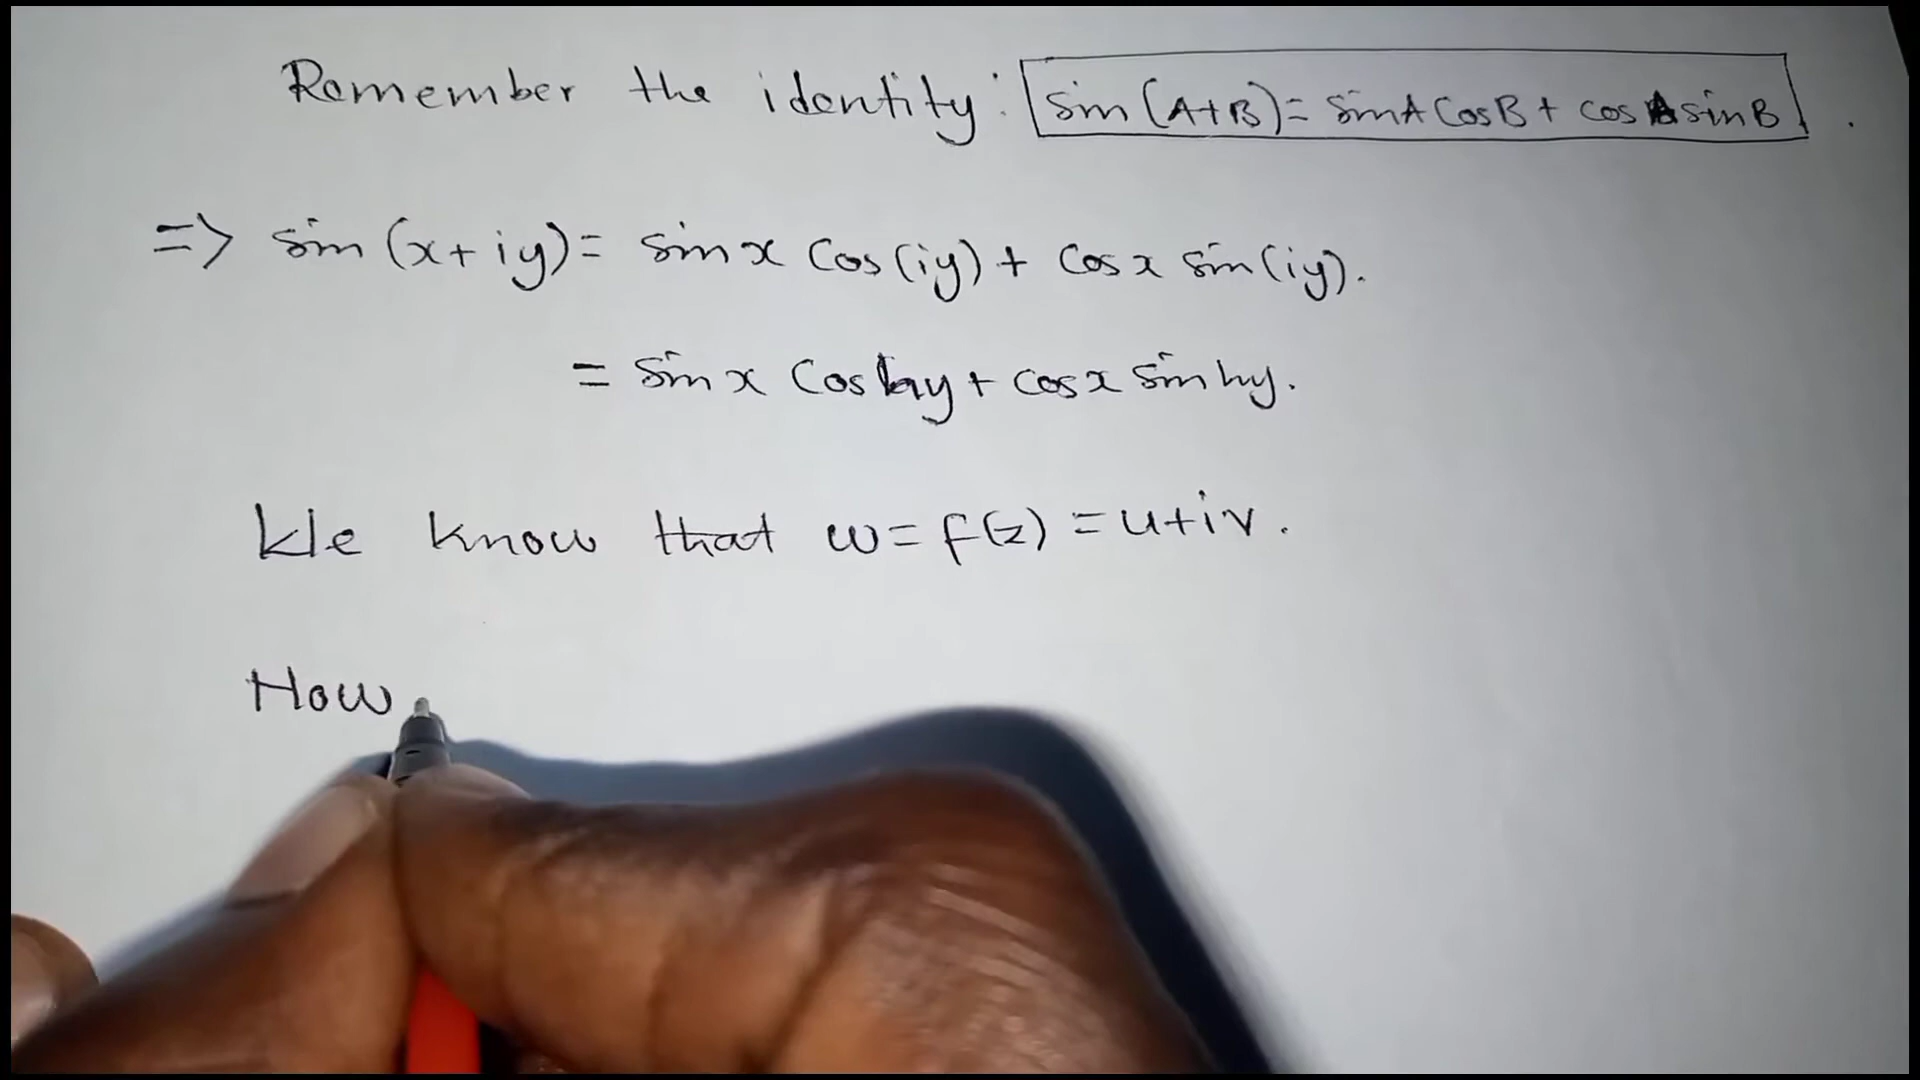 Remember the identity: sin(A+B)= sinA CosB + cosA sinB.
=> sin(x+iy)= sinx Cos(iy) + Cosx sin(iy).
= sinx Coshy + cosx sinhy.
We know that w = f(z) = u+iv.
Now